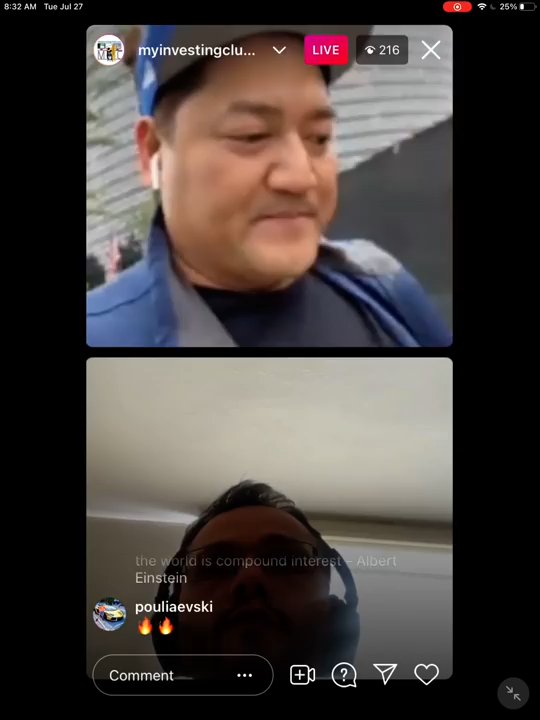 8:32 AM Tue Jul 27
25%
myinvestingclu...
LIVE
216
the world is compound interest - Albert
Einstein
pouliaevski
🔥🔥
Comment